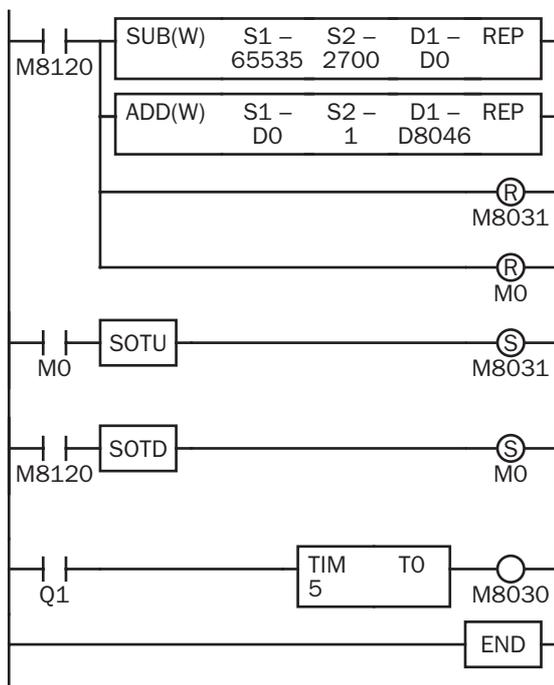 SUB(W) S1 – S2 – D1 – REP
65535 2700 D0
M8120
ADD(W) S1 – S2 – D1 – REP
D0 1 D8046
R
M8031
R
M0
SOTU S
M0 M8031
SOTD S
M8120 M0
TIM T0
5
Q1 M8030
END